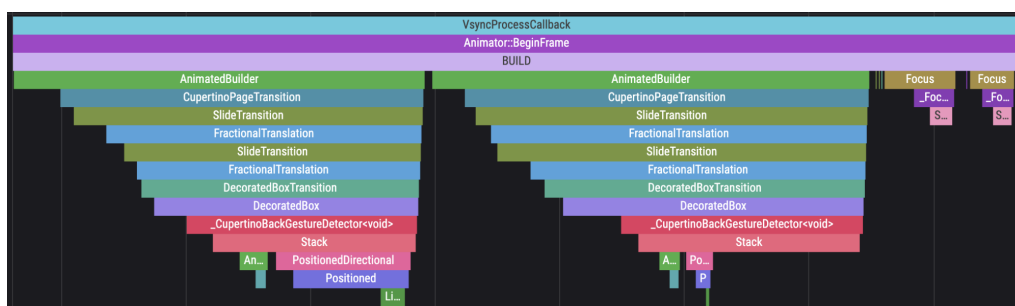 VsyncProcessCallback
Animator::BeginFrame
BUILD
AnimatedBuilder AnimatedBuilder Focus Focus
CupertinoPageTransition CupertinoPageTransition _Foc... _Fo...
SlideTransition SlideTransition S... S...
FractionalTranslation FractionalTranslation
SlideTransition SlideTransition
FractionalTranslation FractionalTranslation
DecoratedBoxTransition DecoratedBoxTransition
DecoratedBox DecoratedBox
_CupertinoBackGestureDetector<void> _CupertinoBackGestureDetector<void>
Stack Stack
An... PositionedDirectional A... Po...
Positioned P
Li...